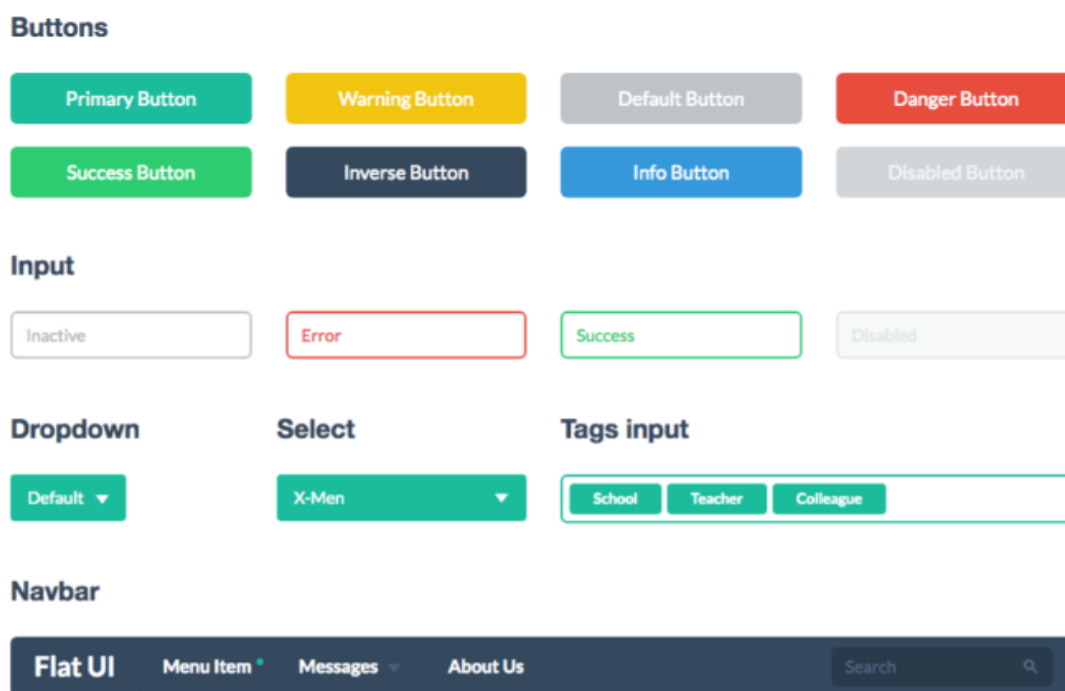 Buttons
Primary Button Warning Button Default Button Danger Button
Success Button Inverse Button Info Button Disabled Button
Input
Inactive Error Success Disabled
Dropdown Select Tags input
Default X-Men School Teacher Colleague
Navbar
Flat UI Menu Item Messages About Us Search